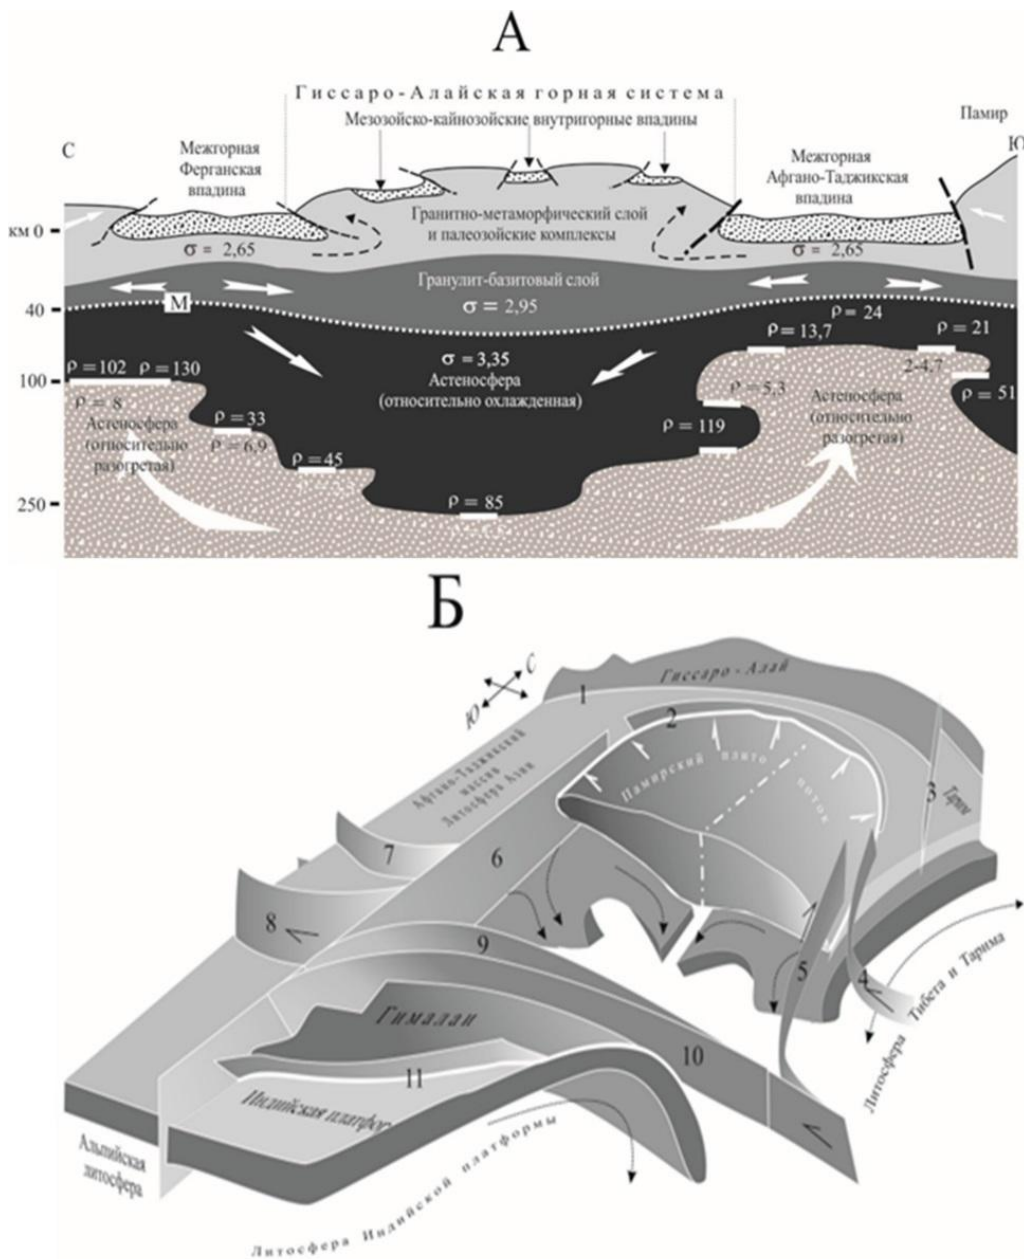 А
Гиссаро-Алайская горная система
Мезозойско-кайнозойские внутригорные впадины
Памир
С
Ю
Межгорная
Ферганская
впадина
Межгорная
Афгано-Таджикская
впадина
Гранитно-метаморфический слой
и палеозойские комплексы
км 0
σ = 2,65
σ = 2,65
Гранулит-базитовый слой
σ = 2,95
М
40
ρ = 24
ρ = 13,7
ρ = 21
σ = 3,35
Астеносфера
(относительно охлажденная)
ρ = 102
ρ = 130
2-4,7
100
ρ = 5,3
ρ = 51
ρ = 8
Астеносфера
(относительно
разогретая)
Астеносфера
(относительно
разогретая)
ρ = 33
ρ = 119
ρ = 6,9
ρ = 45
ρ = 85
250
Б
С
Ю
Гиссаро-Алай
1
2
Памирский плито поток
3
Тарим
Афгано-Таджикский
массив
Литосфера Азии
6
7
8
9
5
4
Литосфера Тибета и Тарима
Гималаи
10
11
Индийская платфор
Альпийская
литосфера
Литосфера Индийской платформы